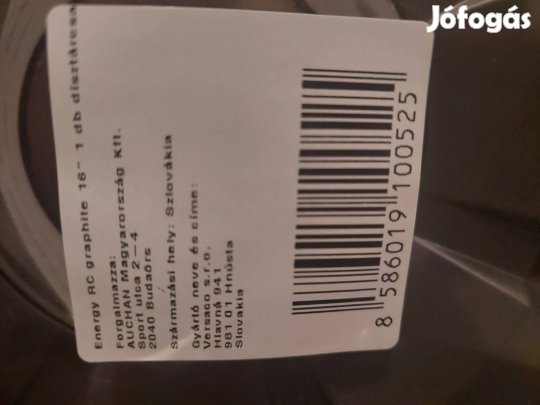 Jófogás
Energy RC graphite 16" 1 db dísztárcsa
Forgalmazza:
AUCHAN Magyarország Kft.
Sport utca 2-4
2040 Budaörs
Származási hely: Szlovákia
Gyártó neve és címe:
Versaco s.r.o.
Hlavná 941
981 01 Hnústa
Slovakia
8 586019 100525